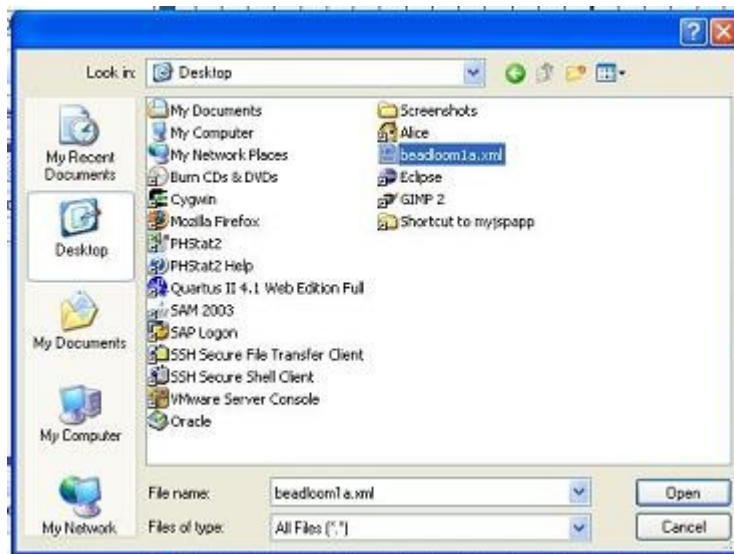 Look in:
Desktop
My Recent
Documents
Desktop
My Documents
My Computer
My Network
My Documents
My Computer
My Network Places
Burn CDs & DVDs
Cygwin
Mozilla Firefox
PHStat2
PHStat2 Help
Quartus II 4.1 Web Edition Full
SAM 2003
SAP Logon
SSH Secure File Transfer Client
SSH Secure Shell Client
VMware Server Console
Oracle
Screenshots
Alice
beadloom1a.xml
Eclipse
GIMP 2
Shortcut to myjspapp
File name:
beadloom1a.xml
Open
Files of type:
All Files (*.*)
Cancel